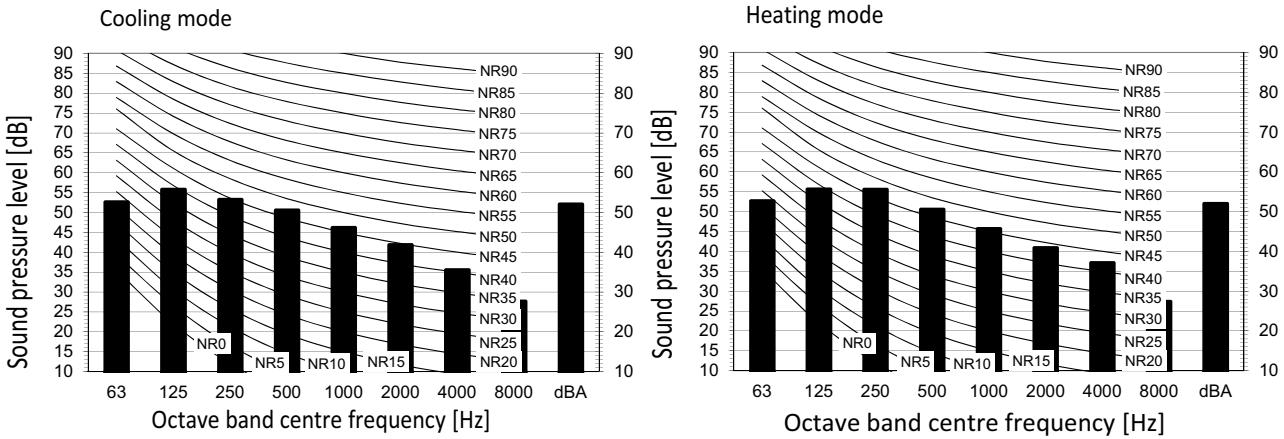 Cooling mode
90
85
80
75
70
65
60
55
50
45
40
35
30
25
20
15
10
Sound pressure level [dB]
NR90
NR85
NR80
NR75
NR70
NR65
NR60
NR55
NR50
NR45
NR40
NR35
NR30
NR25
NR20
NR0
NR5
NR10
NR15
90
80
70
60
50
40
30
20
10
63 125 250 500 1000 2000 4000 8000 dBA
Octave band centre frequency [Hz]
Heating mode
90
85
80
75
70
65
60
55
50
45
40
35
30
25
20
15
10
Sound pressure level [dB]
NR90
NR85
NR80
NR75
NR70
NR65
NR60
NR55
NR50
NR45
NR40
NR35
NR30
NR25
NR20
NR0
NR5
NR10
NR15
90
80
70
60
50
40
30
20
10
63 125 250 500 1000 2000 4000 8000 dBA
Octave band centre frequency [Hz]